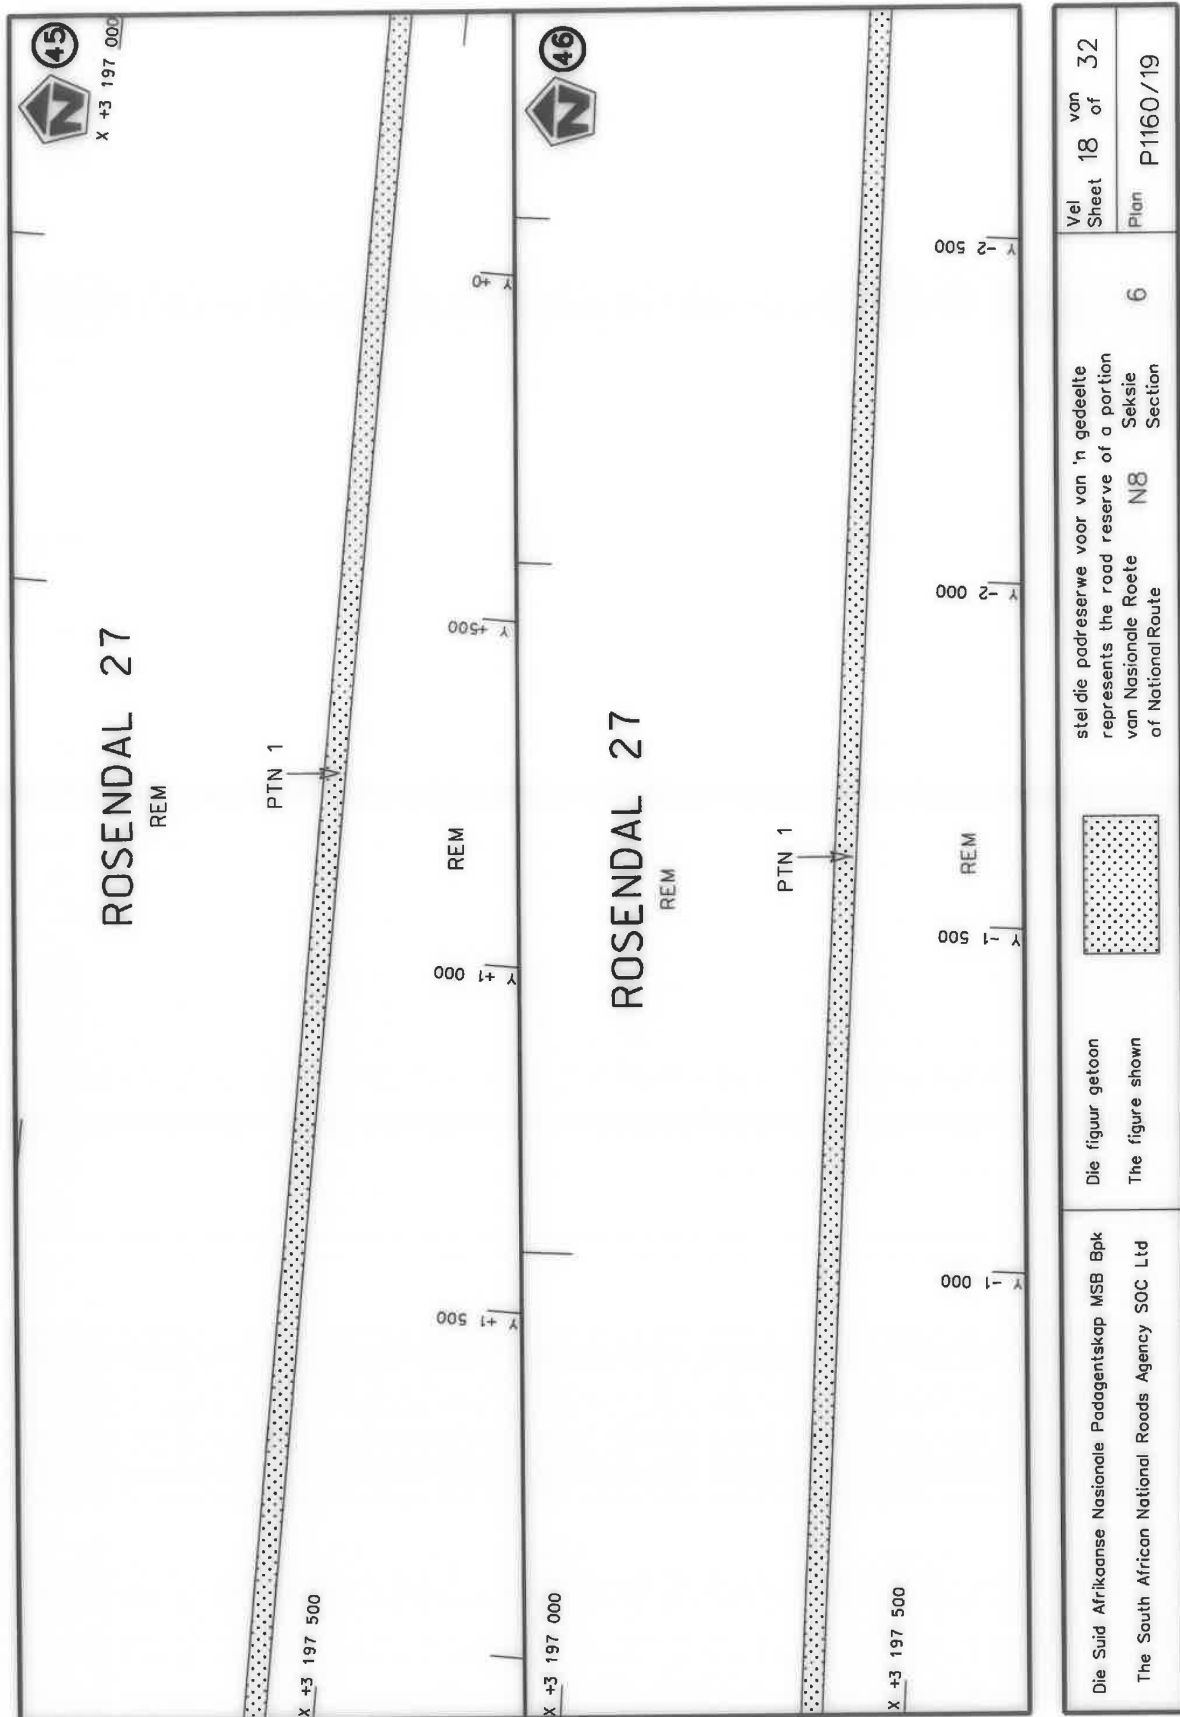 45
N
X +3 197 000
ROSENDAL 27
REM
PTN 1
REM
X +3 197 500
Y +1 500
Y +1 000
Y +500
Y +0
46
N
X +3 197 000
ROSENDAL 27
REM
PTN 1
REM
X +3 197 500
Y -1 000
Y -1 500
Y -2 000
Y -2 500
Die Suid Afrikaanse Nasionale Padagentskap MSB Bpk
The South African National Roads Agency SOC Ltd
Die figuur getoon
The figure shown
stel die padreserwe voor van 'n gedeelte
represents the road reserve of a portion
van Nasionale Roete N8 Seksie 6
of National Route Section
Vel 18 van 32
Sheet of
Plan P1160/19